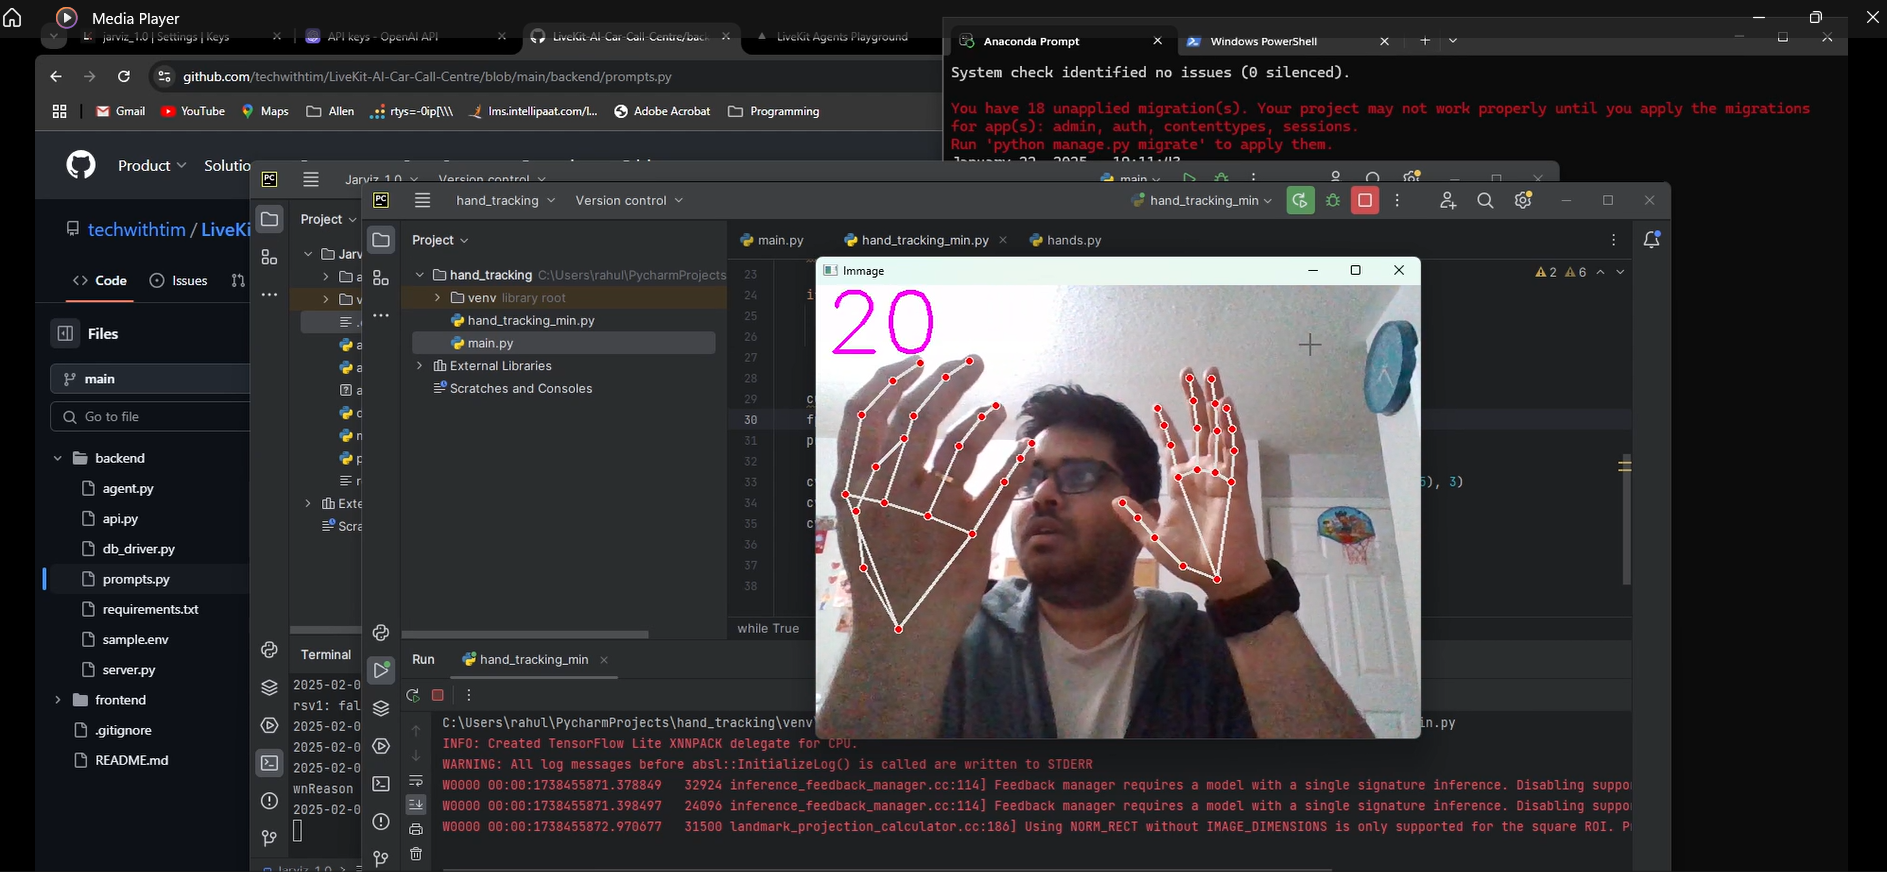 Media Player
jarviz_1.0 | Settings | Keys
API keys - OpenAI API
LiveKit-AI-Car-Call-Centre/back
LiveKit Agents Playground
github.com/techwithtim/LiveKit-AI-Car-Call-Centre/blob/main/backend/prompts.py
Gmail
YouTube
Maps
Allen
rtys=-0ip[\\\
lms.intellipaat.com/l...
Adobe Acrobat
Programming
Product
Solutio
techwithtim / LiveKi
Code
Issues
Files
main
Go to file
backend
agent.py
api.py
db_driver.py
prompts.py
requirements.txt
sample.env
server.py
frontend
.gitignore
README.md
Anaconda Prompt
Windows PowerShell
System check identified no issues (0 silenced).
You have 18 unapplied migration(s). Your project may not work properly until you apply the migrations
for app(s): admin, auth, contenttypes, sessions.
Run 'python manage.py migrate' to apply them.
January 22, 2025 - 18:11:43
PC
Jarviz_1.0
Version control
main
Project
Jarv
Exte
Scra
Terminal
2025-02-0
rsv1: fal
2025-02-0
2025-02-0
2025-02-0
wnReason
2025-02-0
PC
hand_tracking
Version control
hand_tracking_min
Project
hand_tracking C:\Users\rahul\PycharmProjects
venv library root
hand_tracking_min.py
main.py
External Libraries
Scratches and Consoles
main.py
hand_tracking_min.py
hands.py
2 6
23
24
25
26
27
28
29
30
31
32
33
34
35
36
37
38
), 3)
while True
Immage
20
Run
hand_tracking_min
C:\Users\rahul\PycharmProjects\hand_tracking\venv
in.py
INFO: Created TensorFlow Lite XNNPACK delegate for CPU.
WARNING: All log messages before absl::InitializeLog() is called are written to STDERR
W0000 00:00:1738455871.378849 32924 inference_feedback_manager.cc:114] Feedback manager requires a model with a single signature inference. Disabling suppo
W0000 00:00:1738455871.398497 24096 inference_feedback_manager.cc:114] Feedback manager requires a model with a single signature inference. Disabling suppo
W0000 00:00:1738455872.970677 31500 landmark_projection_calculator.cc:186] Using NORM_RECT without IMAGE_DIMENSIONS is only supported for the square ROI. P